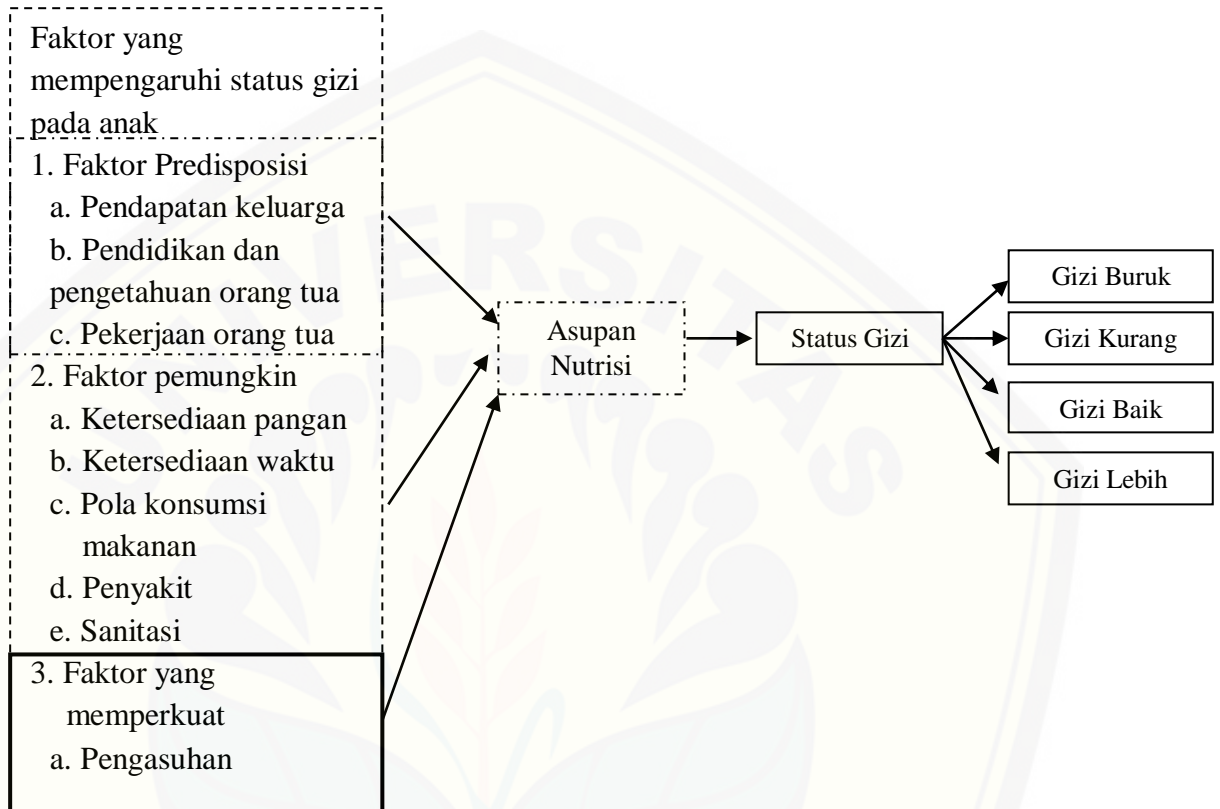 Faktor yang
mempengaruhi status gizi
pada anak
1. Faktor Predisposisi
a. Pendapatan keluarga
b. Pendidikan dan
pengetahuan orang tua
c. Pekerjaan orang tua
2. Faktor pemungkin
a. Ketersediaan pangan
b. Ketersediaan waktu
c. Pola konsumsi
makanan
d. Penyakit
e. Sanitasi
3. Faktor yang
memperkuat
a. Pengasuhan
Asupan
Nutrisi
Status Gizi
Gizi Buruk
Gizi Kurang
Gizi Baik
Gizi Lebih
UNIVERSITAS